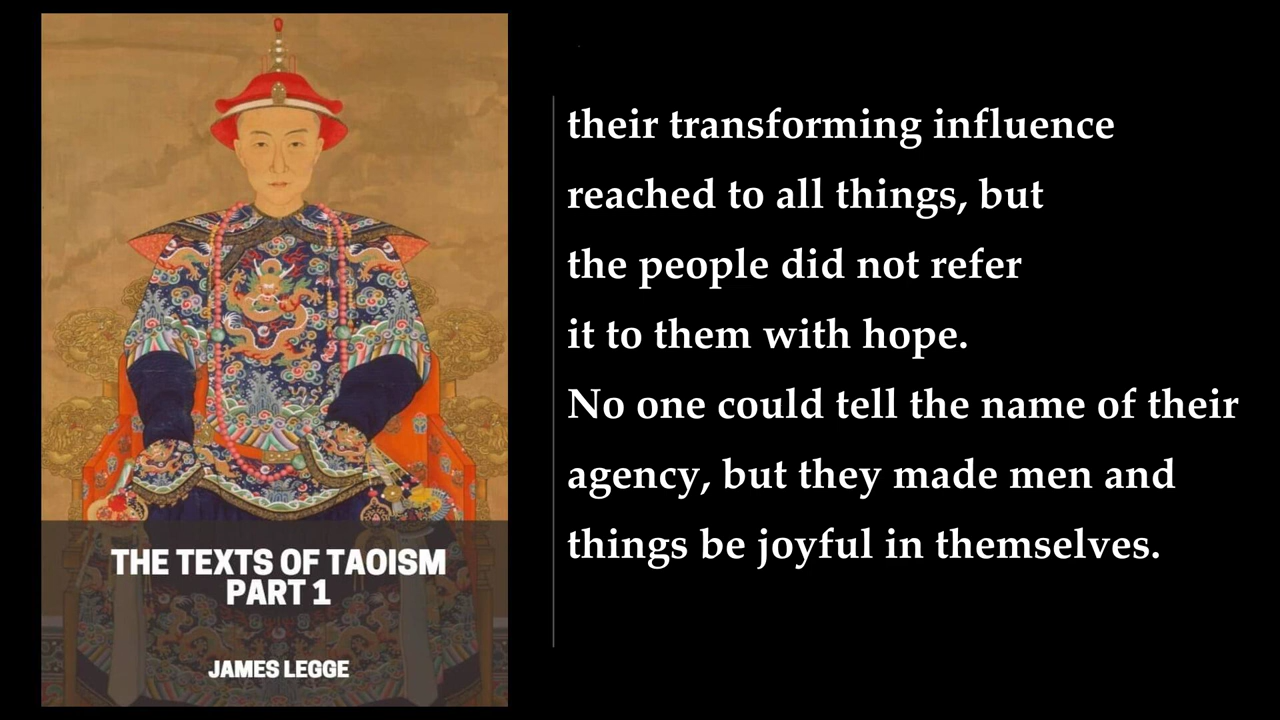 THE TEXTS OF TAOISM
PART 1
JAMES LEGGE
their transforming influence
reached to all things, but
the people did not refer
it to them with hope.
No one could tell the name of their
agency, but they made men and
things be joyful in themselves.